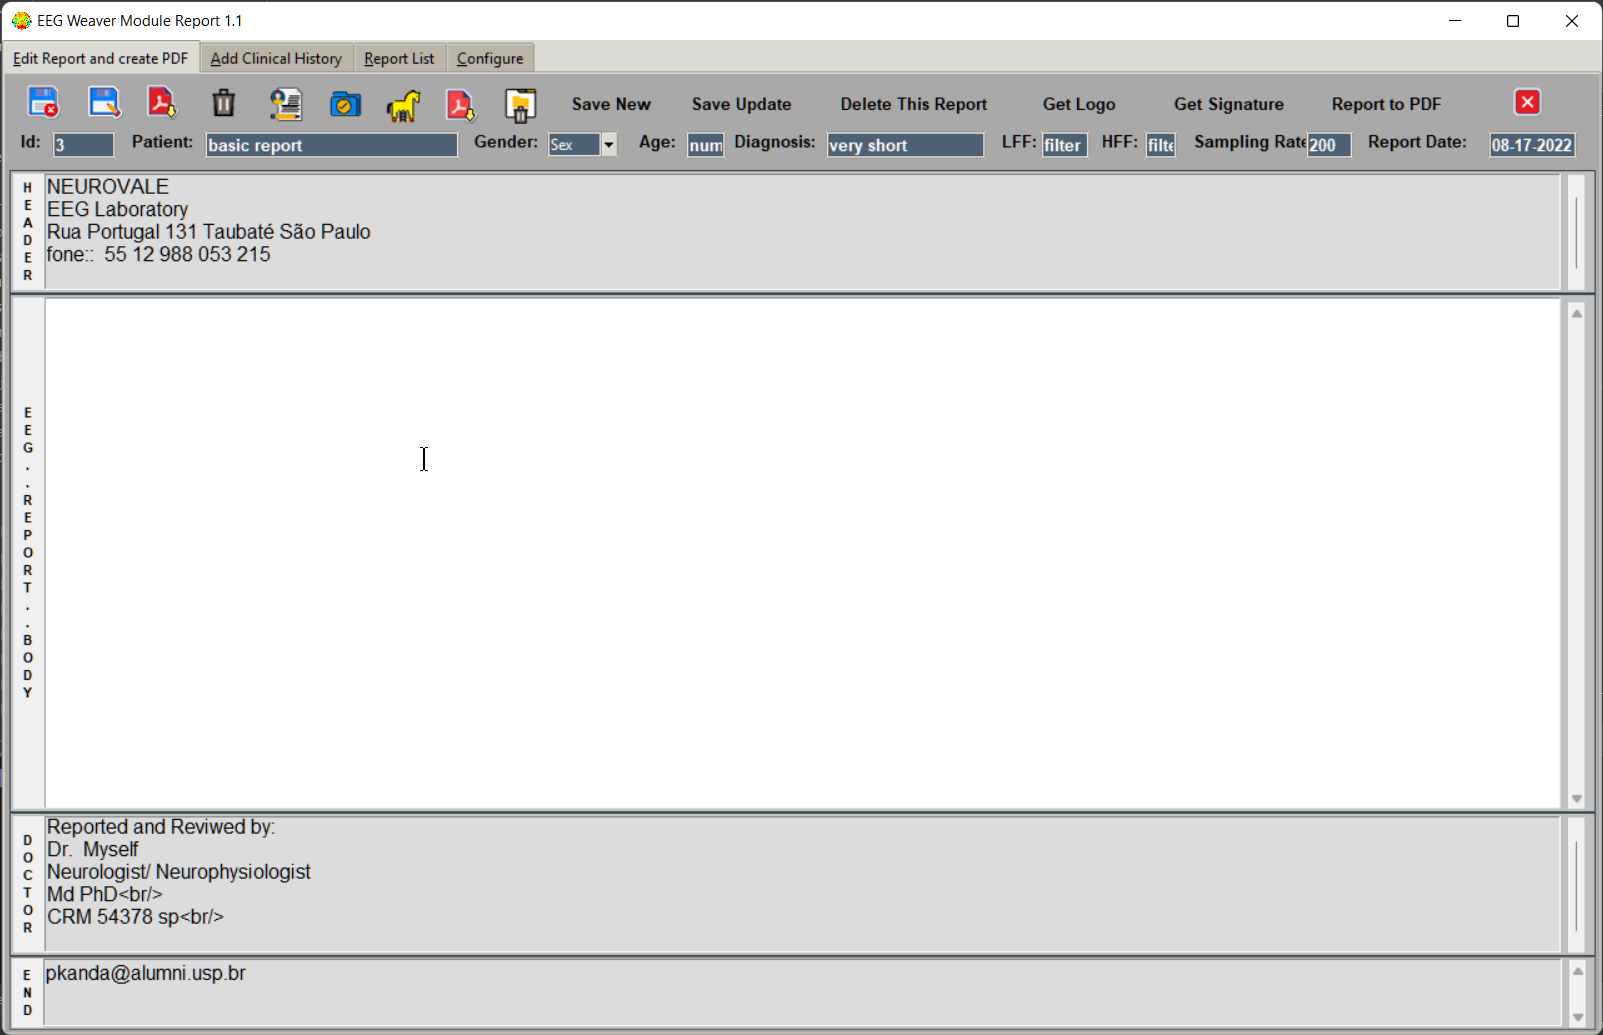 EEG Weaver Module Report 1.1
Edit Report and create PDF Add Clinical History Report List Configure
Save New Save Update Delete This Report Get Logo Get Signature Report to PDF
Id: 3 Patient: basic report Gender: Sex Age: num Diagnosis: very short LFF: filter HFF: filte Sampling Rate 200 Report Date: 08-17-2022
HEADER
NEUROVALE
EEG Laboratory
Rua Portugal 131 Taubaté São Paulo
fone:: 55 12 988 053 215
EEG..REPORT..BODY
DOCTOR
Reported and Reviwed by:
Dr. Myself
Neurologist/ Neurophysiologist
Md PhD<br/>
CRM 54378 sp<br/>
END
pkanda@alumni.usp.br